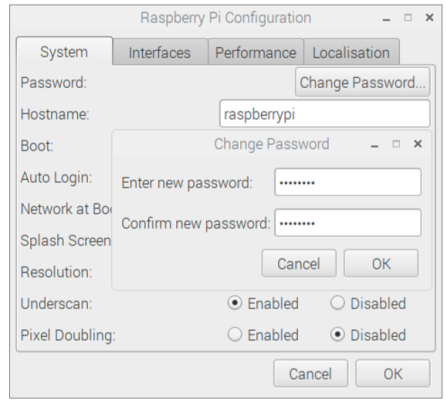 Raspberry Pi Configuration
System Interfaces Performance Localisation
Password: Change Password...
Hostname: raspberrypi
Boot:
Change Password
Auto Login:
Enter new password: ••••••••
Network at Bo
Confirm new password: ••••••••
Splash Screen
Cancel OK
Resolution:
Underscan: Enabled Disabled
Pixel Doubling: Enabled Disabled
Cancel OK